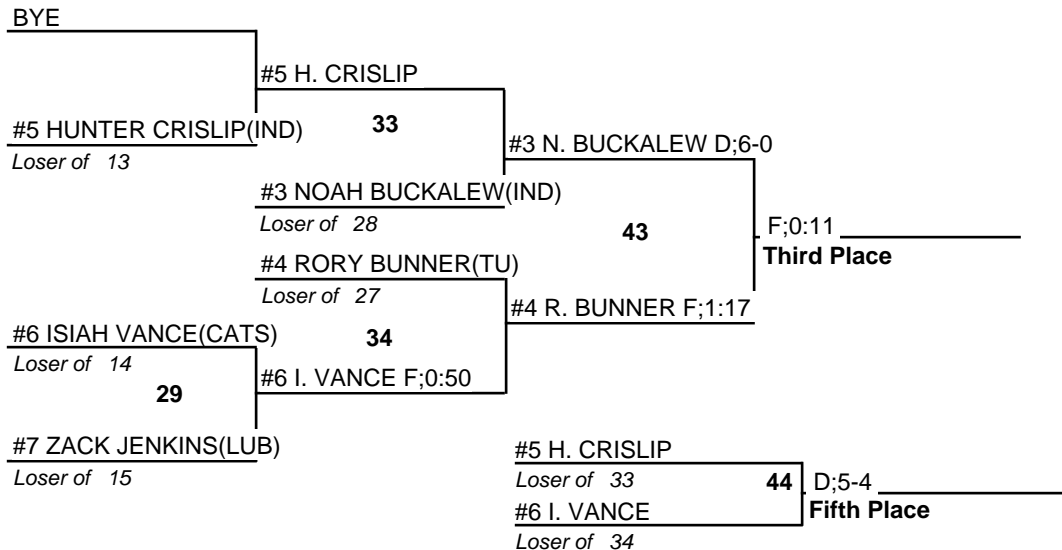 BYE
#5 H. CRISLIP
#5 HUNTER CRISLIP(IND)
33
Loser of 13
#3 N. BUCKALEW D;6-0
#3 NOAH BUCKALEW(IND)
Loser of 28
43
F;0:11
Third Place
#4 RORY BUNNER(TU)
Loser of 27
#4 R. BUNNER F;1:17
#6 ISIAH VANCE(CATS)
34
Loser of 14
#6 I. VANCE F;0:50
29
#7 ZACK JENKINS(LUB)
Loser of 15
#5 H. CRISLIP
Loser of 33
44
D;5-4
Fifth Place
#6 I. VANCE
Loser of 34